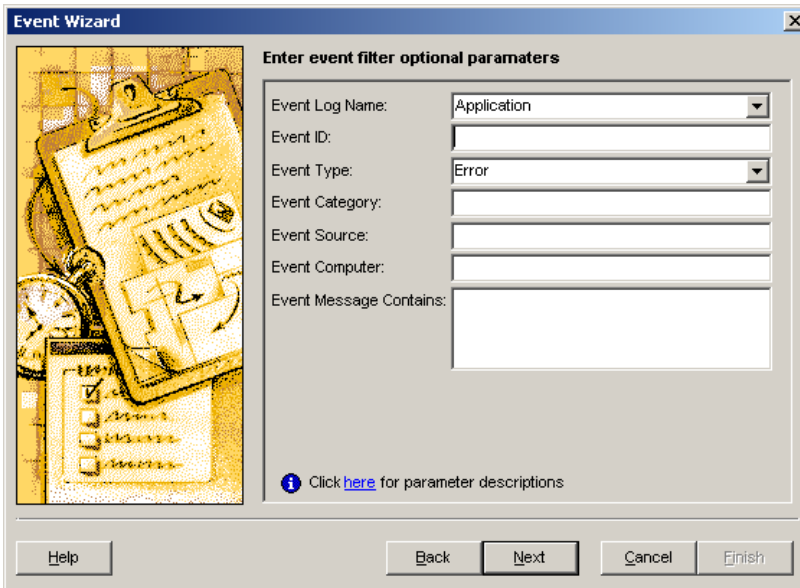 Event Wizard
Enter event filter optional paramaters
Event Log Name: Application
Event ID:
Event Type: Error
Event Category:
Event Source:
Event Computer:
Event Message Contains:
Click here for parameter descriptions
Help Back Next Cancel Finish